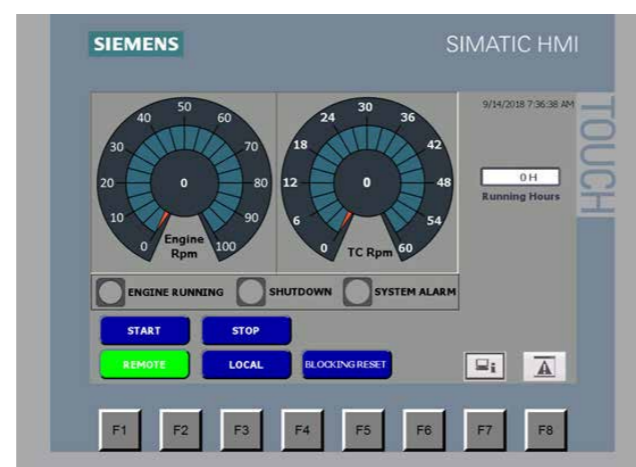 SIEMENS
SIMATIC HMI
TOUCH
9/14/2018 7:36:38 AM
0
10
20
30
40
50
60
70
80
90
100
0
Engine
Rpm
0
6
12
18
24
30
36
42
48
54
60
0
TC Rpm
0 H
Running Hours
ENGINE RUNNING
SHUTDOWN
SYSTEM ALARM
START
STOP
REMOTE
LOCAL
BLOCKING RESET
i
F1
F2
F3
F4
F5
F6
F7
F8